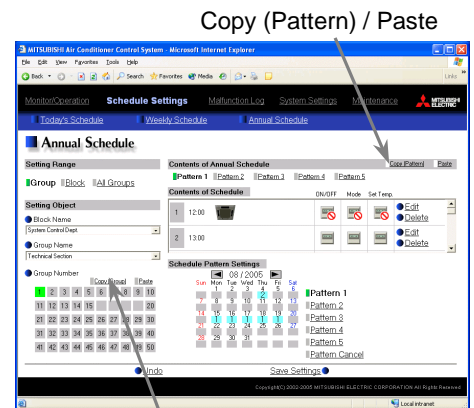 Copy (Pattern) / Paste
MITSUBISHI Air Conditioner Control System - Microsoft Internet Explorer
File Edit View Favorites Tools Help
Back Search Favorites Media Links
Monitor/Operation Schedule Settings Malfunction Log System Settings Maintenance MITSUBISHI ELECTRIC
Today's Schedule Weekly Schedule Annual Schedule
Annual Schedule
Setting Range
Group Block All Groups
Setting Object
Block Name
System Control Dept.
Group Name
Technical Section
Group Number
Copy(Group) Paste
1 2 3 4 5 6 8 9 10
11 12 13 14 15 20
21 22 23 24 25 26 27 28 29 30
31 32 33 34 35 36 37 38 39 40
41 42 43 44 45 46 48 49 50
Contents of Annual Schedule Copy(Pattern) Paste
Pattern 1 Pattern 2 Pattern 3 Pattern 4 Pattern 5
Contents of Schedule ON/OFF Mode Set Temp.
1 12:00 Edit
Delete
2 13:00 Edit
Delete
Schedule Pattern Settings
08 / 2005
Sun Mon Tue Wed Thu Fri Sat
1 2 3 4 5 6
2
7 8 9 10 11 12 13
14 15 16 17 18 19 20
1 1 1 1 1
21 22 23 24 25 26 27
28 29 30 31
Pattern 1
Pattern 2
Pattern 3
Pattern 4
Pattern 5
Pattern Cancel
Undo Save Settings
Copyright(C) 2002-2005 MITSUBISHI ELECTRIC CORPORATION All Rights Reserved
Local intranet